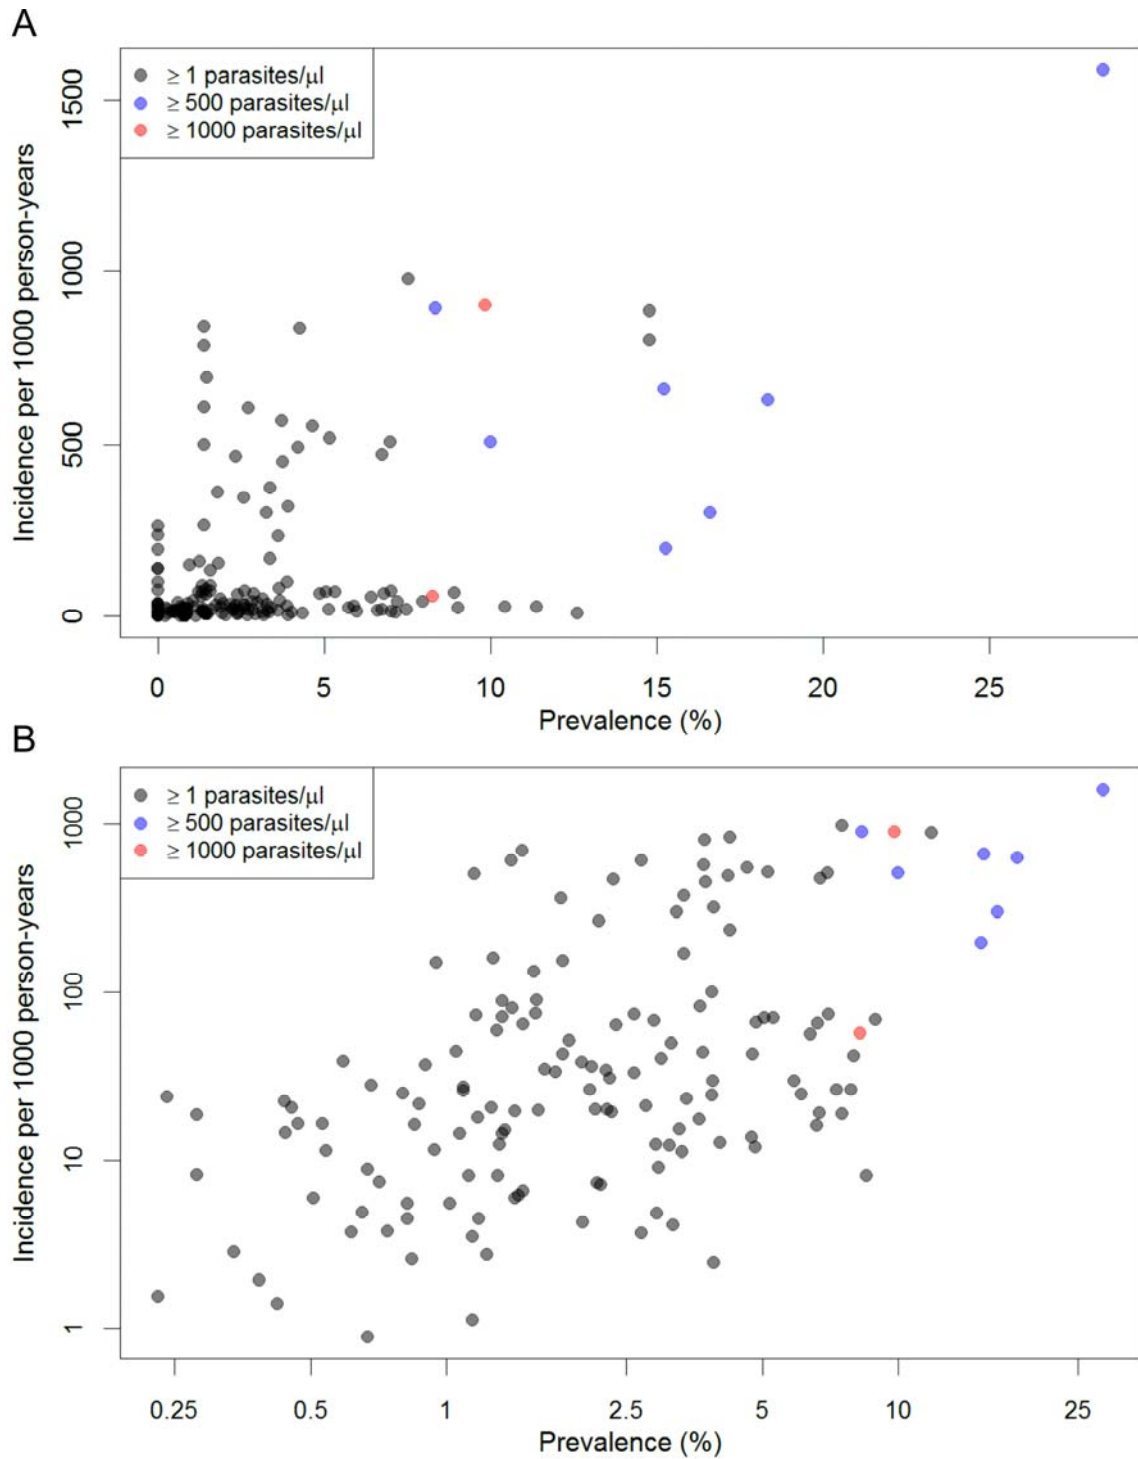 A
≥ 1 parasites/μl
≥ 500 parasites/μl
≥ 1000 parasites/μl
Incidence per 1000 person-years
1500
1000
500
0
0 5 10 15 20 25
Prevalence (%)
B
≥ 1 parasites/μl
≥ 500 parasites/μl
≥ 1000 parasites/μl
Incidence per 1000 person-years
1000
100
10
1
0.25 0.5 1 2.5 5 10 25
Prevalence (%)